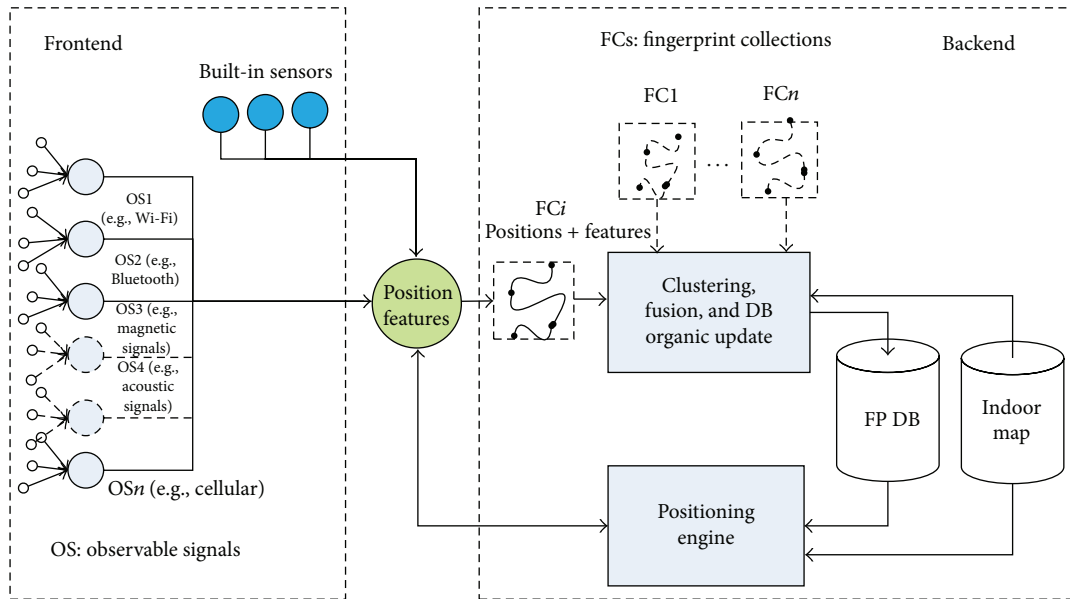 Frontend
Built-in sensors
OS1
(e.g., Wi-Fi)
OS2 (e.g.,
Bluetooth)
OS3 (e.g.,
magnetic
signals)
OS4 (e.g.,
acoustic
signals)
OSn (e.g., cellular)
OS: observable signals
Position
features
FCs: fingerprint collections
Backend
FC1
...
FCn
FCi
Positions + features
Clustering,
fusion, and DB
organic update
FP DB
Indoor
map
Positioning
engine